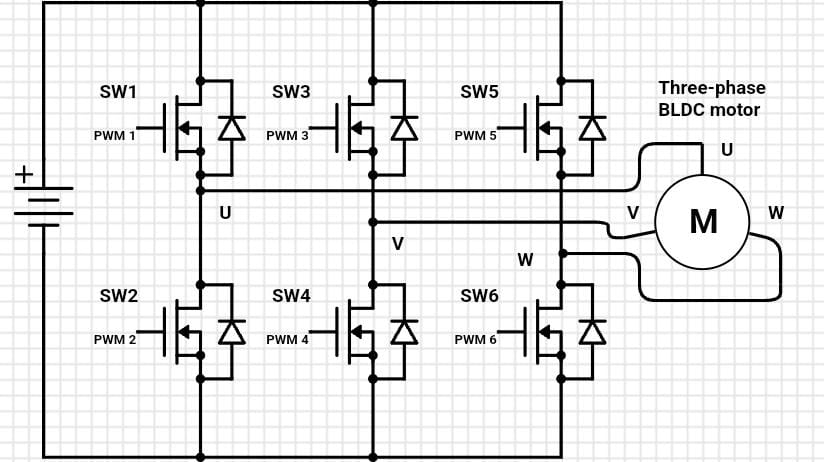 SW1
PWM 1
SW3
PWM 3
SW5
PWM 5
Three-phase
BLDC motor
+
U
V
W
U
V
W
M
SW2
PWM 2
SW4
PWM 4
SW6
PWM 6